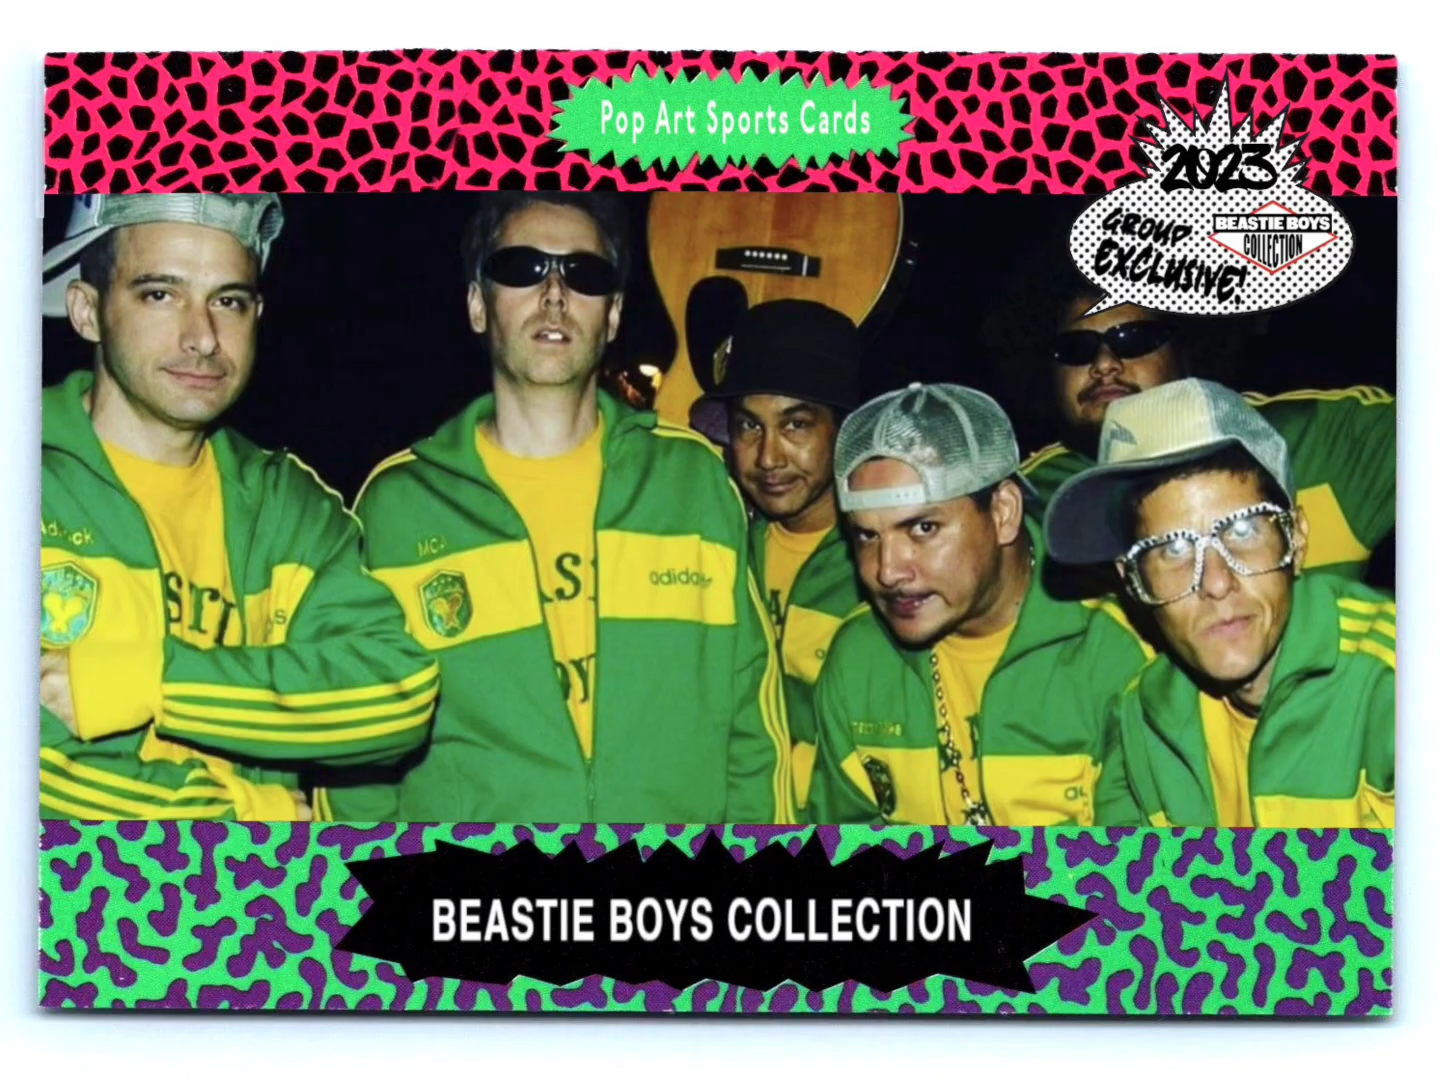 Pop Art Sports Cards
2023
GROUP
EXCLUSIVE!
BEASTIE BOYS
COLLECTION
MCA
adidas
BEASTIE BOYS COLLECTION